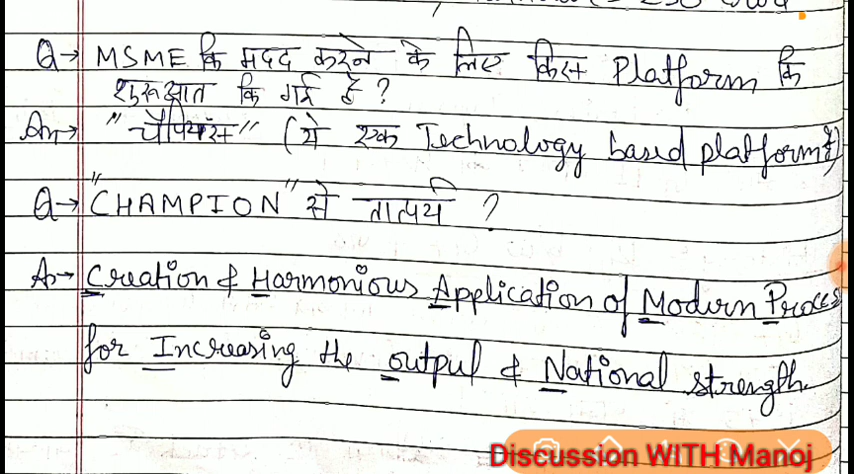 Q→ MSME कि मदद करने के लिए किस Platform कि
शुरूआत कि गई है ?
An→ "चैंपियंस" (ये एक Technology based platform है)
Q→ "CHAMPION" से तात्पर्य ?
A→ Creation & Harmonious Application of Modern Process
for Increasing the output & National strength.
Discussion WITH Manoj